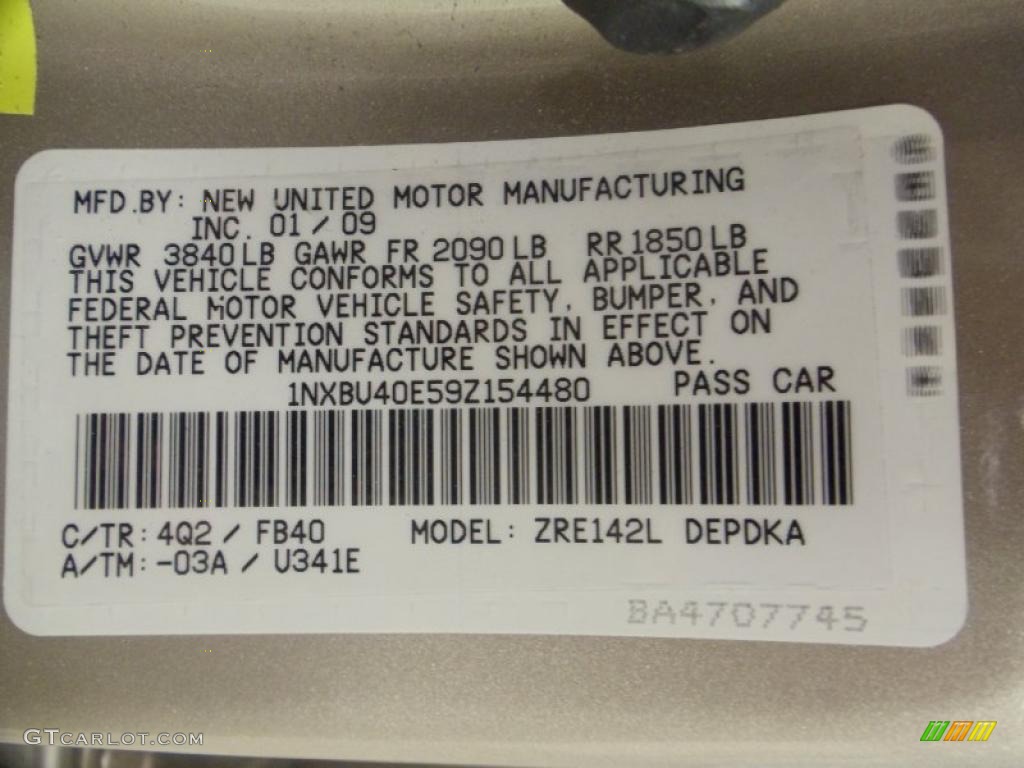 MFD.BY: NEW UNITED MOTOR MANUFACTURING
INC. 01 / 09
GVWR 3840 LB GAWR FR 2090 LB RR 1850 LB
THIS VEHICLE CONFORMS TO ALL APPLICABLE
FEDERAL MOTOR VEHICLE SAFETY, BUMPER, AND
THEFT PREVENTION STANDARDS IN EFFECT ON
THE DATE OF MANUFACTURE SHOWN ABOVE.
1NXBU40E59Z154480 PASS CAR
C/TR: 4Q2 / FB40 MODEL: ZRE142L DEPDKA
A/TM: -03A / U341E
BA4707745
GTCARLOT.COM